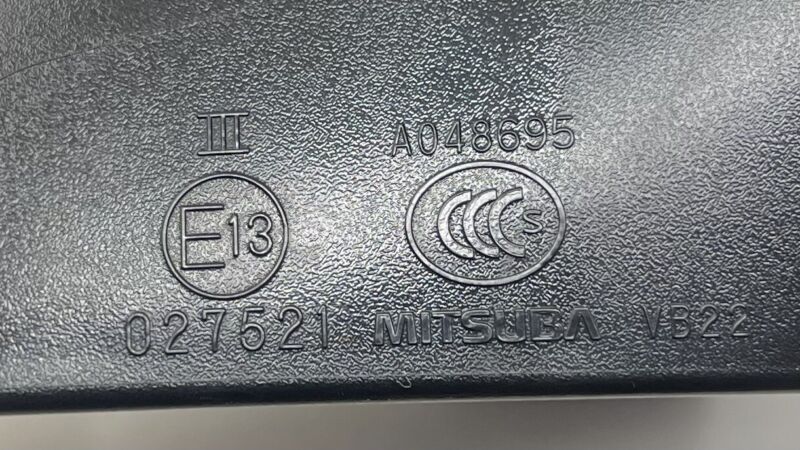 III A048695
E13 CCC S
027521 MITSUBA VB22